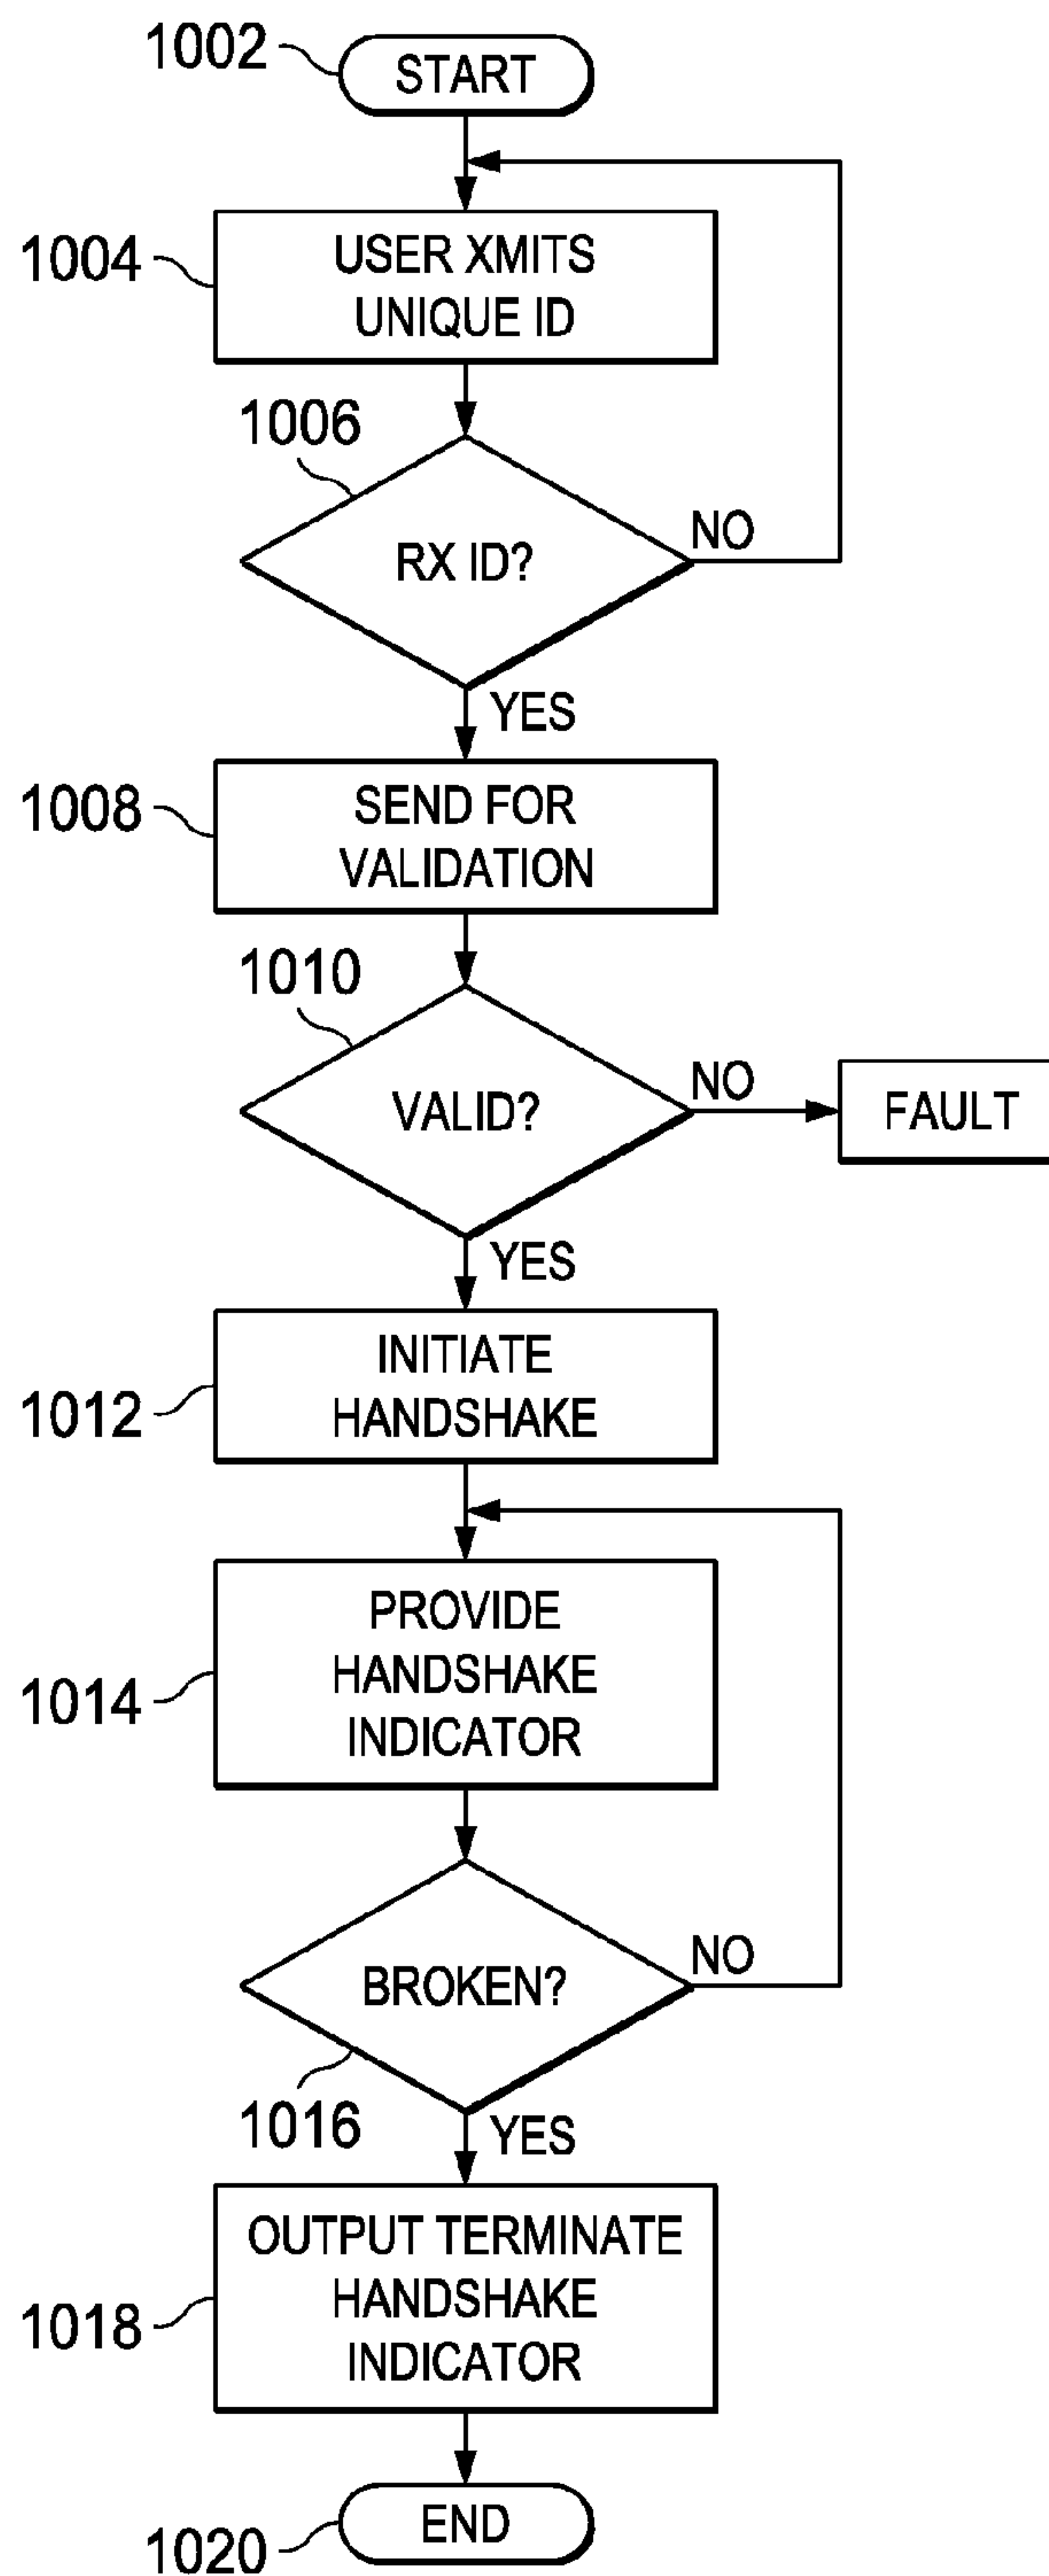 1002
START
1004
USER XMITS
UNIQUE ID
1006
RX ID?
NO
YES
1008
SEND FOR
VALIDATION
1010
VALID?
NO
FAULT
YES
1012
INITIATE
HANDSHAKE
1014
PROVIDE
HANDSHAKE
INDICATOR
BROKEN?
NO
1016
YES
1018
OUTPUT TERMINATE
HANDSHAKE
INDICATOR
1020
END